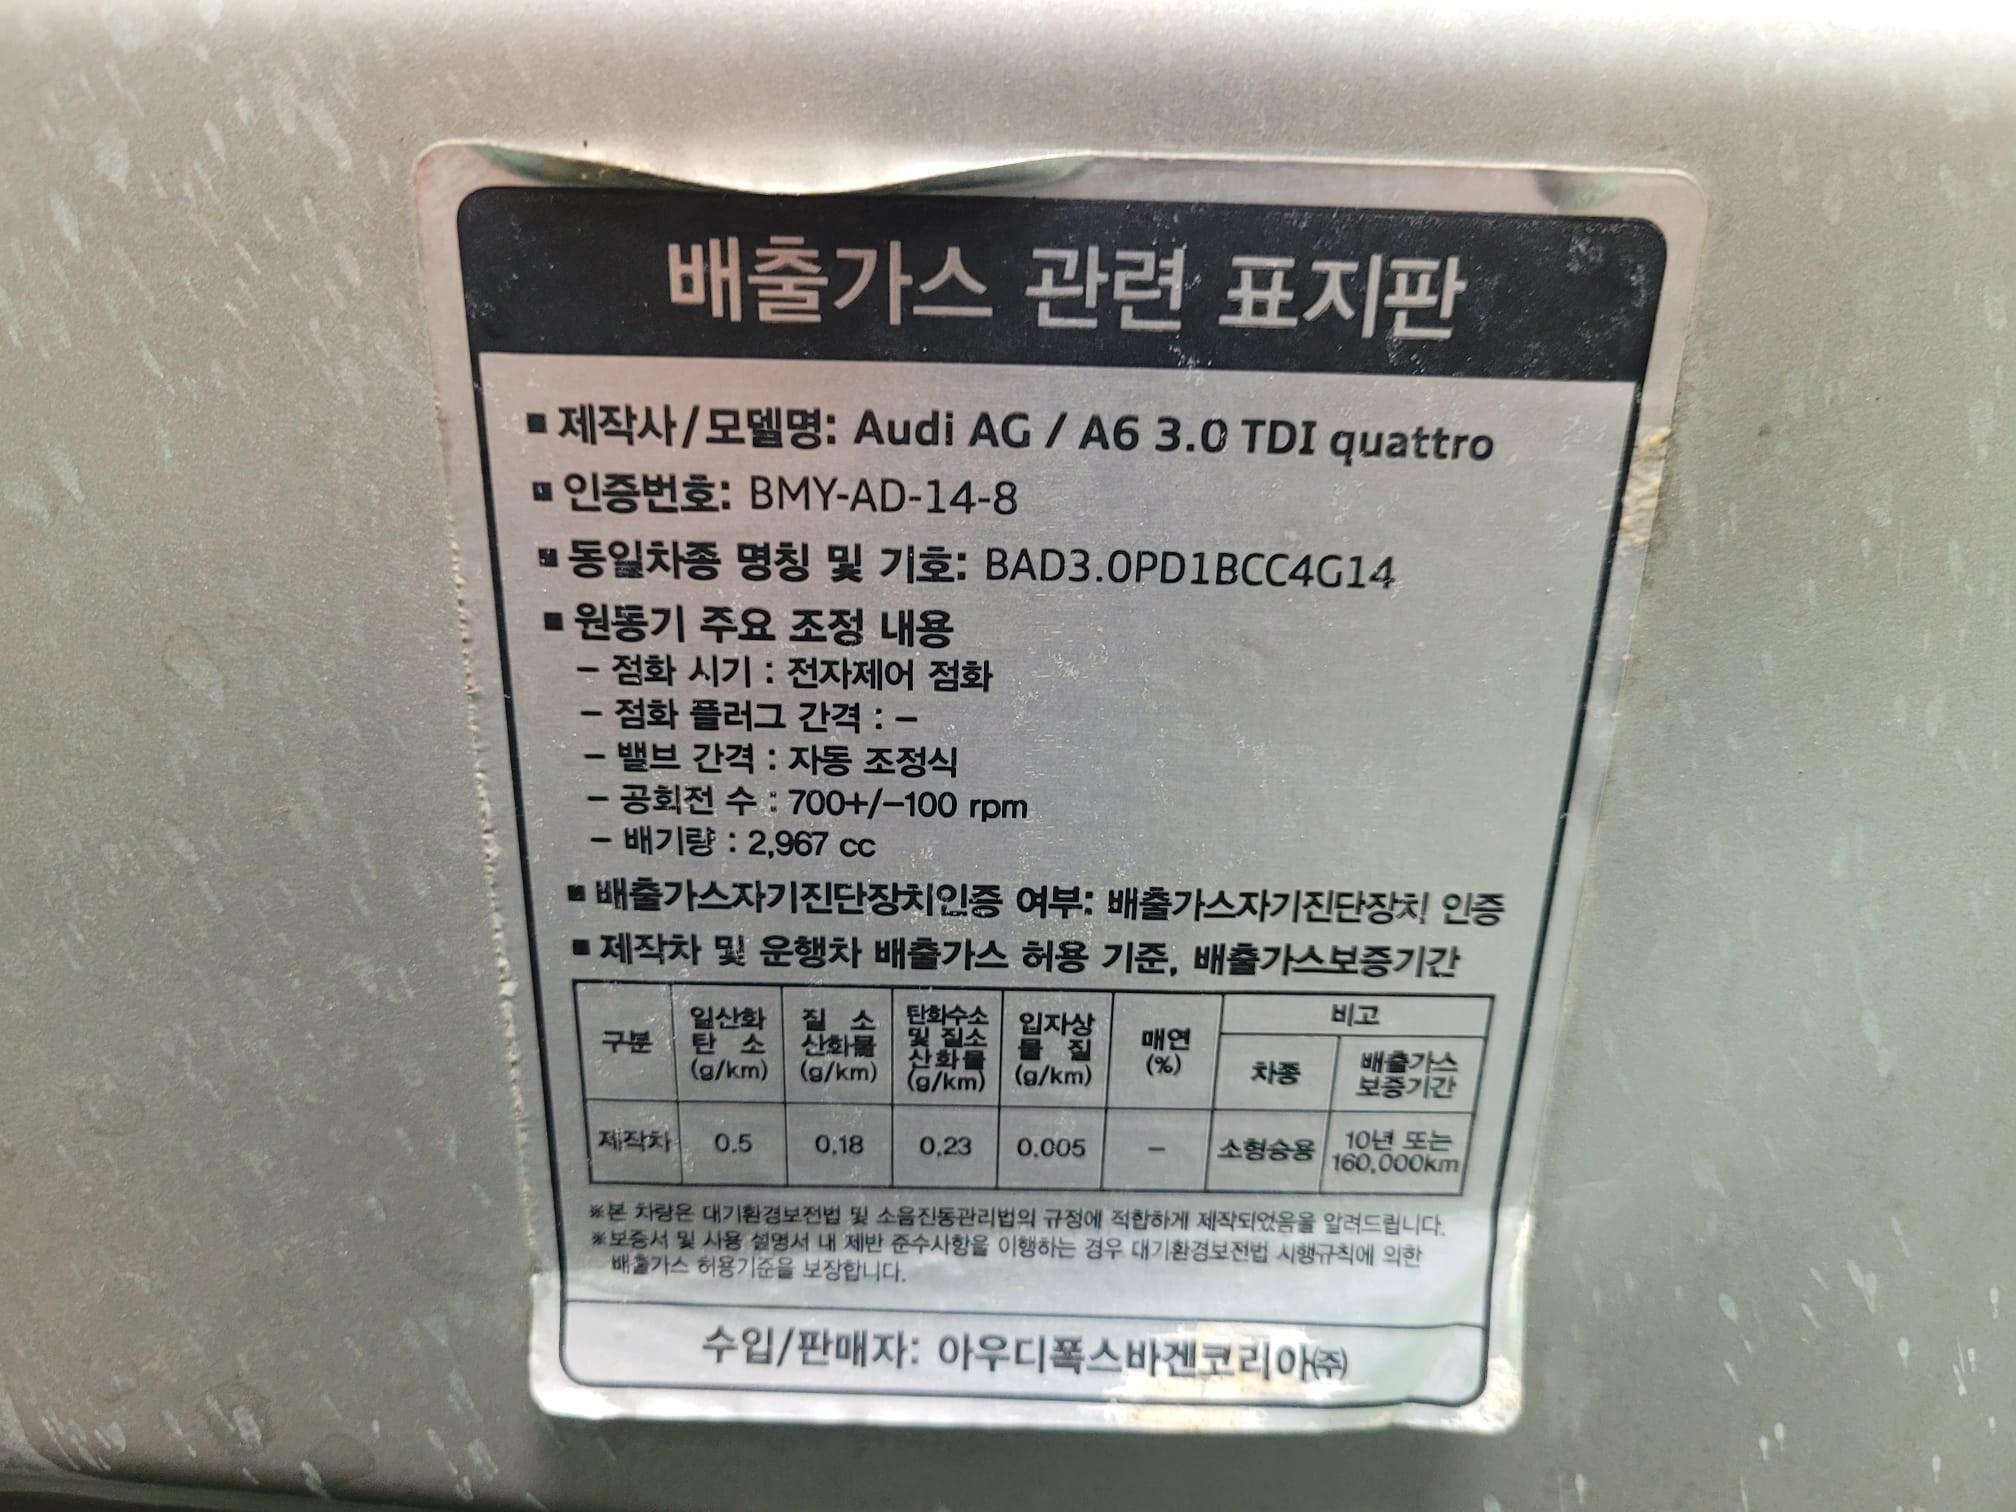 배출가스 관련 표지판
■ 제작사/모델명: Audi AG / A6 3.0 TDI quattro
■ 인증번호: BMY-AD-14-8
■ 동일차종 명칭 및 기호: BAD3.0PD1BCC4G14
■ 원동기 주요 조정 내용
– 점화 시기 : 전자제어 점화
– 점화 플러그 간격 : –
– 밸브 간격 : 자동 조정식
– 공회전 수 : 700+/–100 rpm
– 배기량 : 2,967 cc
■ 배출가스자기진단장치인증 여부: 배출가스자기진단장치 인증
■ 제작차 및 운행차 배출가스 허용 기준, 배출가스보증기간
구분 일산화 탄 소 (g/km) 질 소 산화물 (g/km) 탄화수소 및 질소 산화물 (g/km) 입자상 물 질 (g/km) 매연 (%) 비고
차종 배출가스 보증기간
제작차 0.5 0.18 0.23 0.005 – 소형승용 10년 또는 160,000km
※본 차량은 대기환경보전법 및 소음진동관리법의 규정에 적합하게 제작되었음을 알려드립니다.
※보증서 및 사용 설명서 내 제반 준수사항을 이행하는 경우 대기환경보전법 시행규칙에 의한
배출가스 허용기준을 보장합니다.
수입/판매자: 아우디폭스바겐코리아㈜